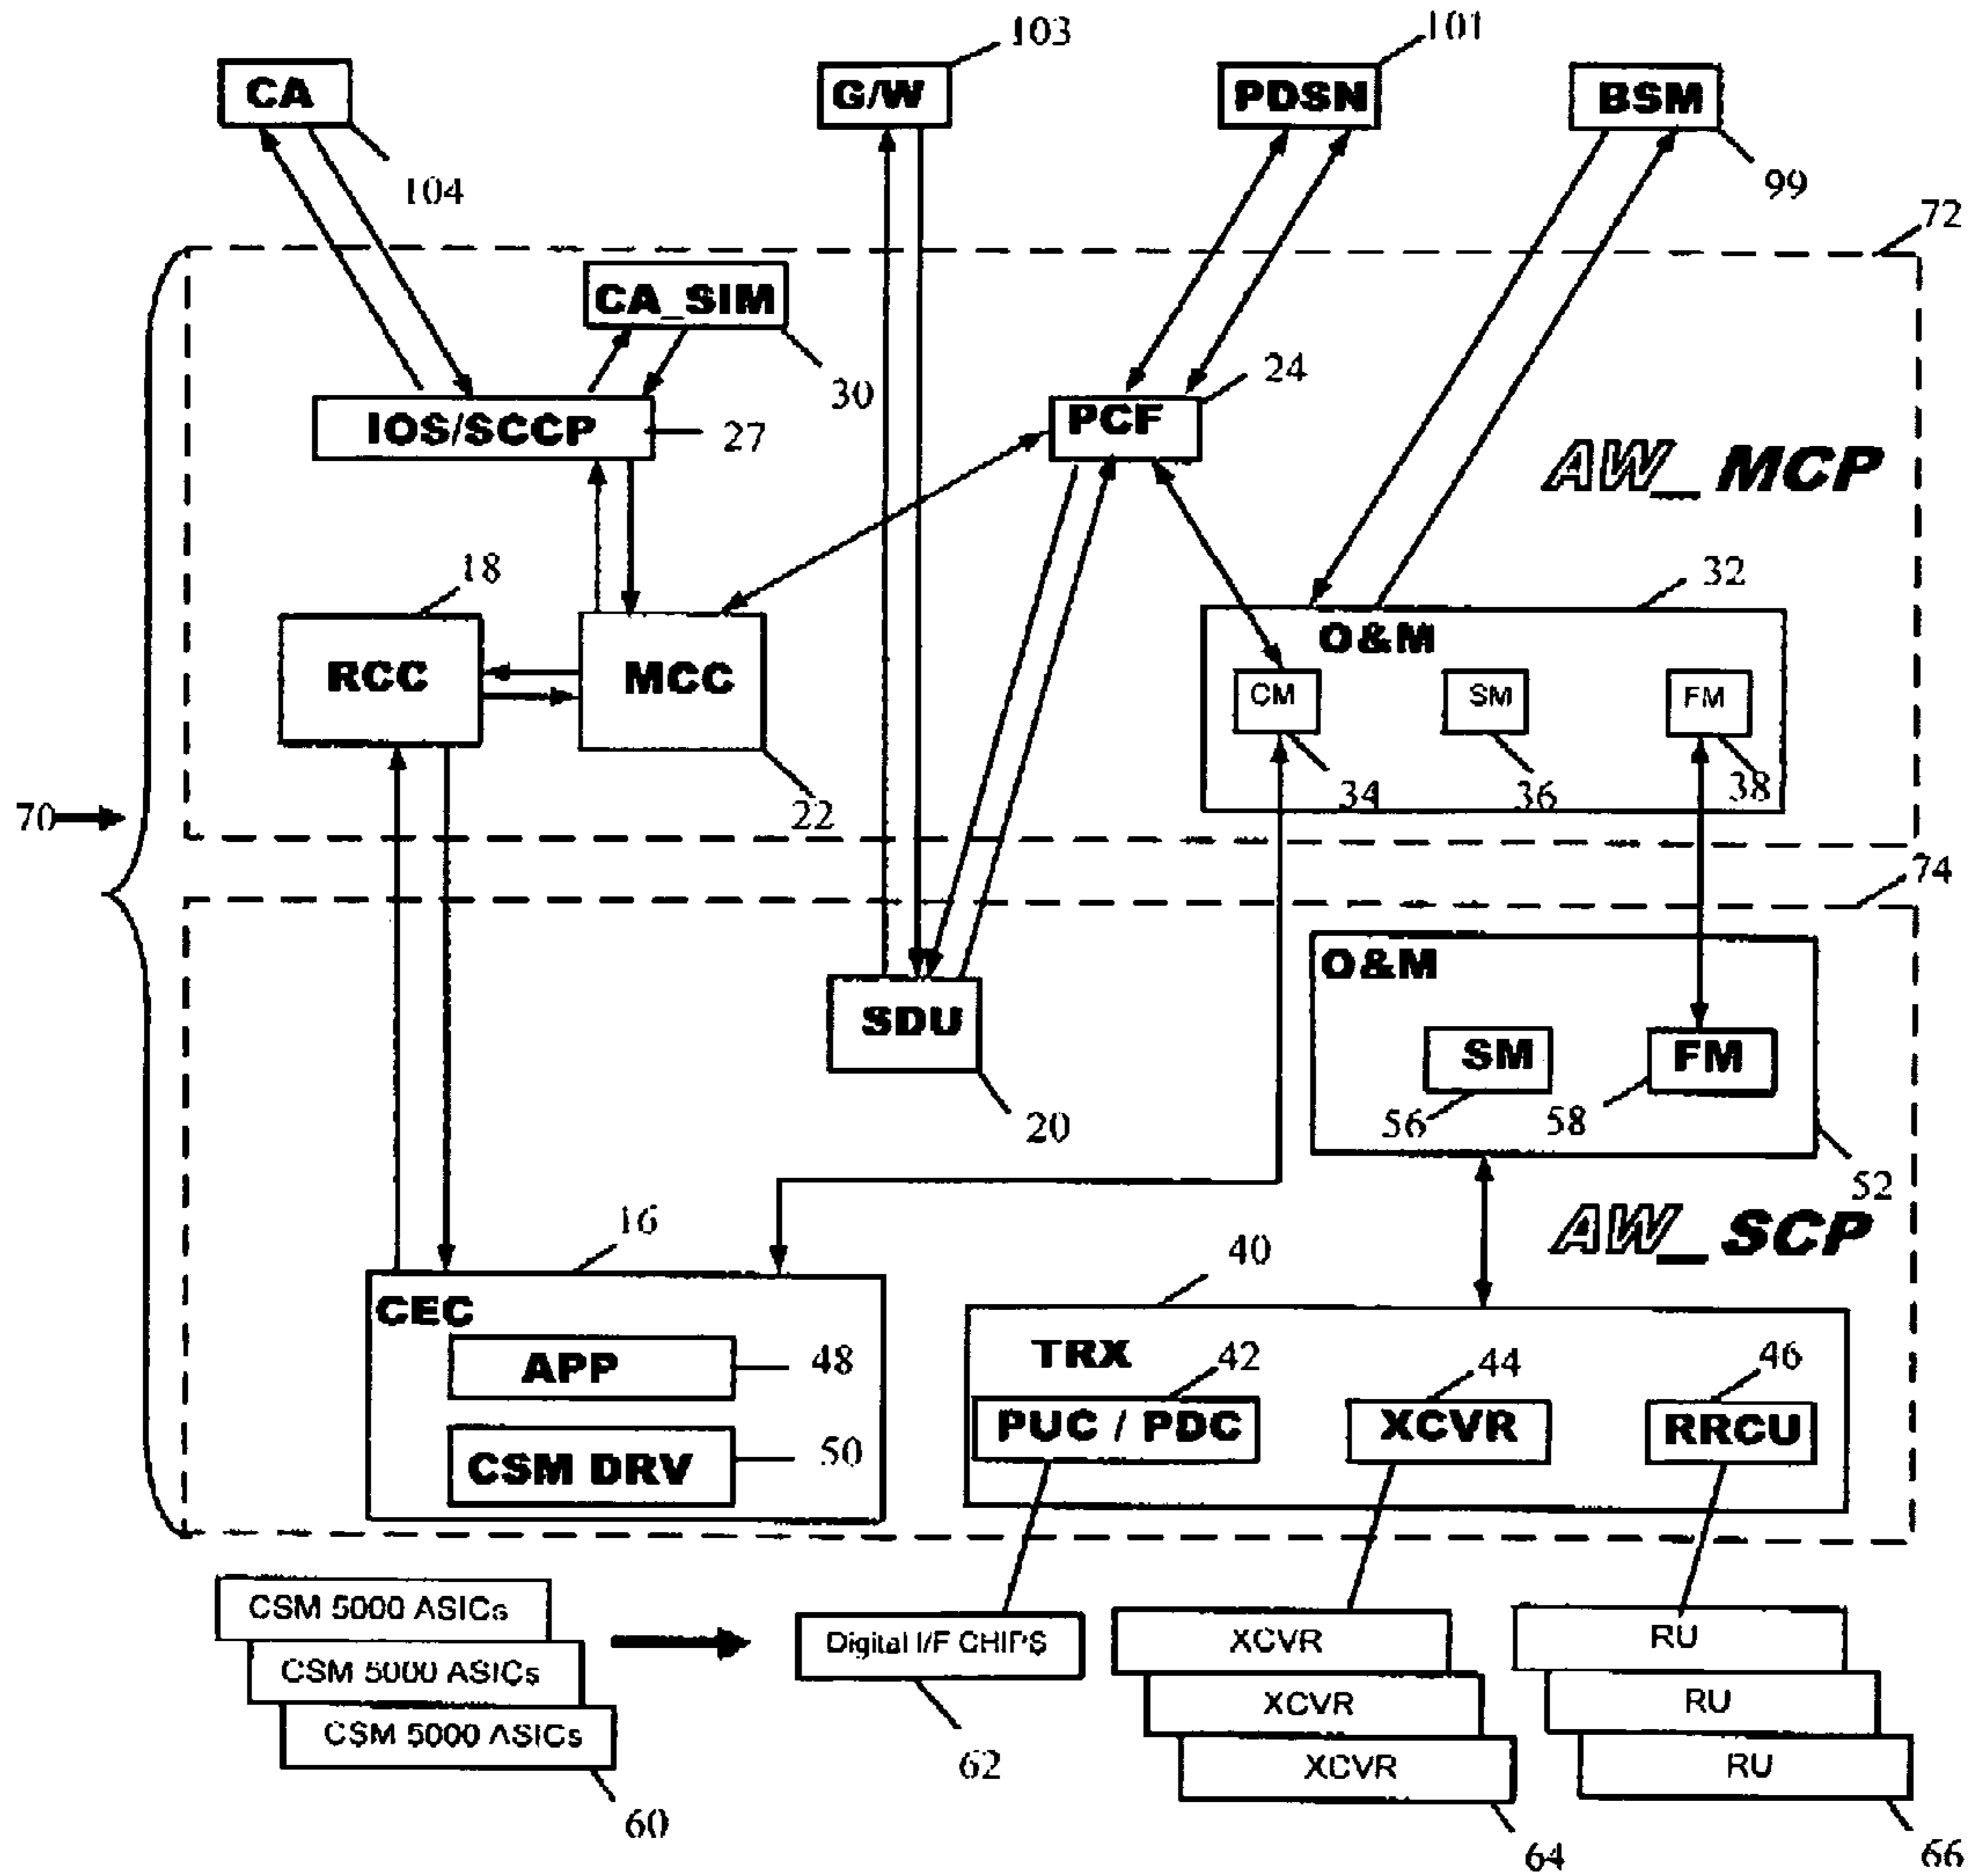 103
101
CA
G/W
PDSN
BSM
104
99
72
CA_SIM
30
24
IOS/SCCP
27
PCF
AW_MCP
18
32
RCC
MCC
O&M
CM
SM
FM
34
36
38
22
70
74
O&M
SDU
SM
FM
56
58
20
52
16
AW_SCP
40
CEC
APP
48
TRX
42
44
46
PUC / PDC
XCVR
RRCU
CSM DRV
50
CSM 5000 ASICs
CSM 5000 ASICs
CSM 5000 ASICs
Digital I/F CHIPS
XCVR
XCVR
XCVR
RU
RU
RU
60
62
64
66